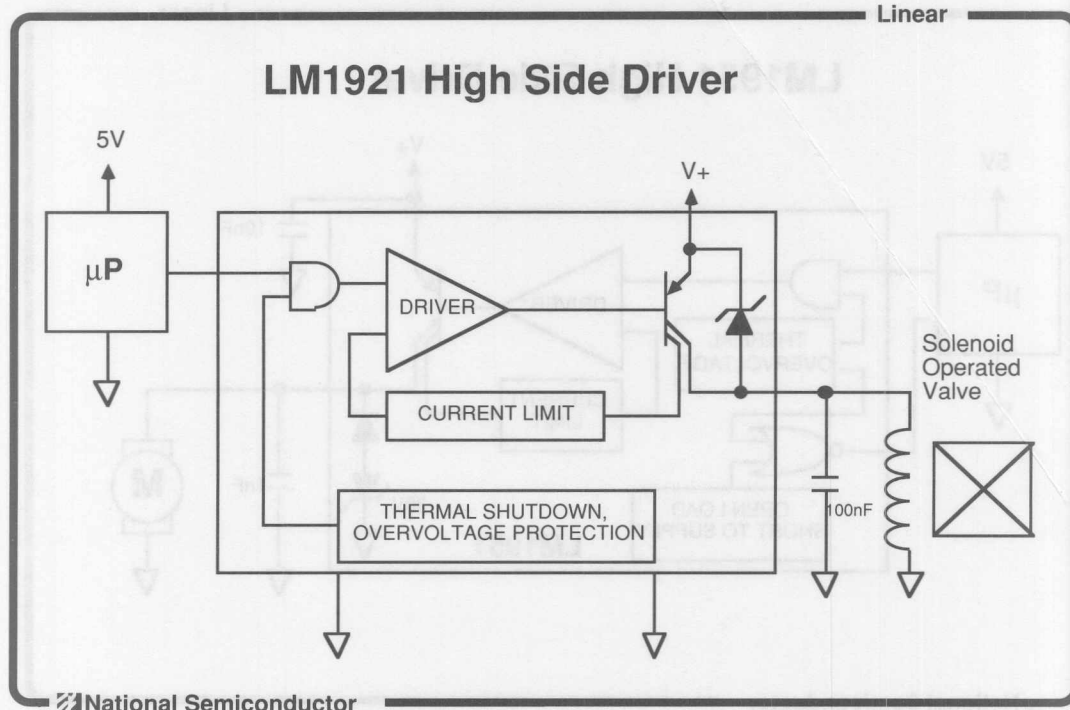 Linear
LM1921 High Side Driver
5V
V+
µP
DRIVER
Solenoid
Operated
Valve
CURRENT LIMIT
100nF
THERMAL SHUTDOWN,
OVERVOLTAGE PROTECTION
National Semiconductor